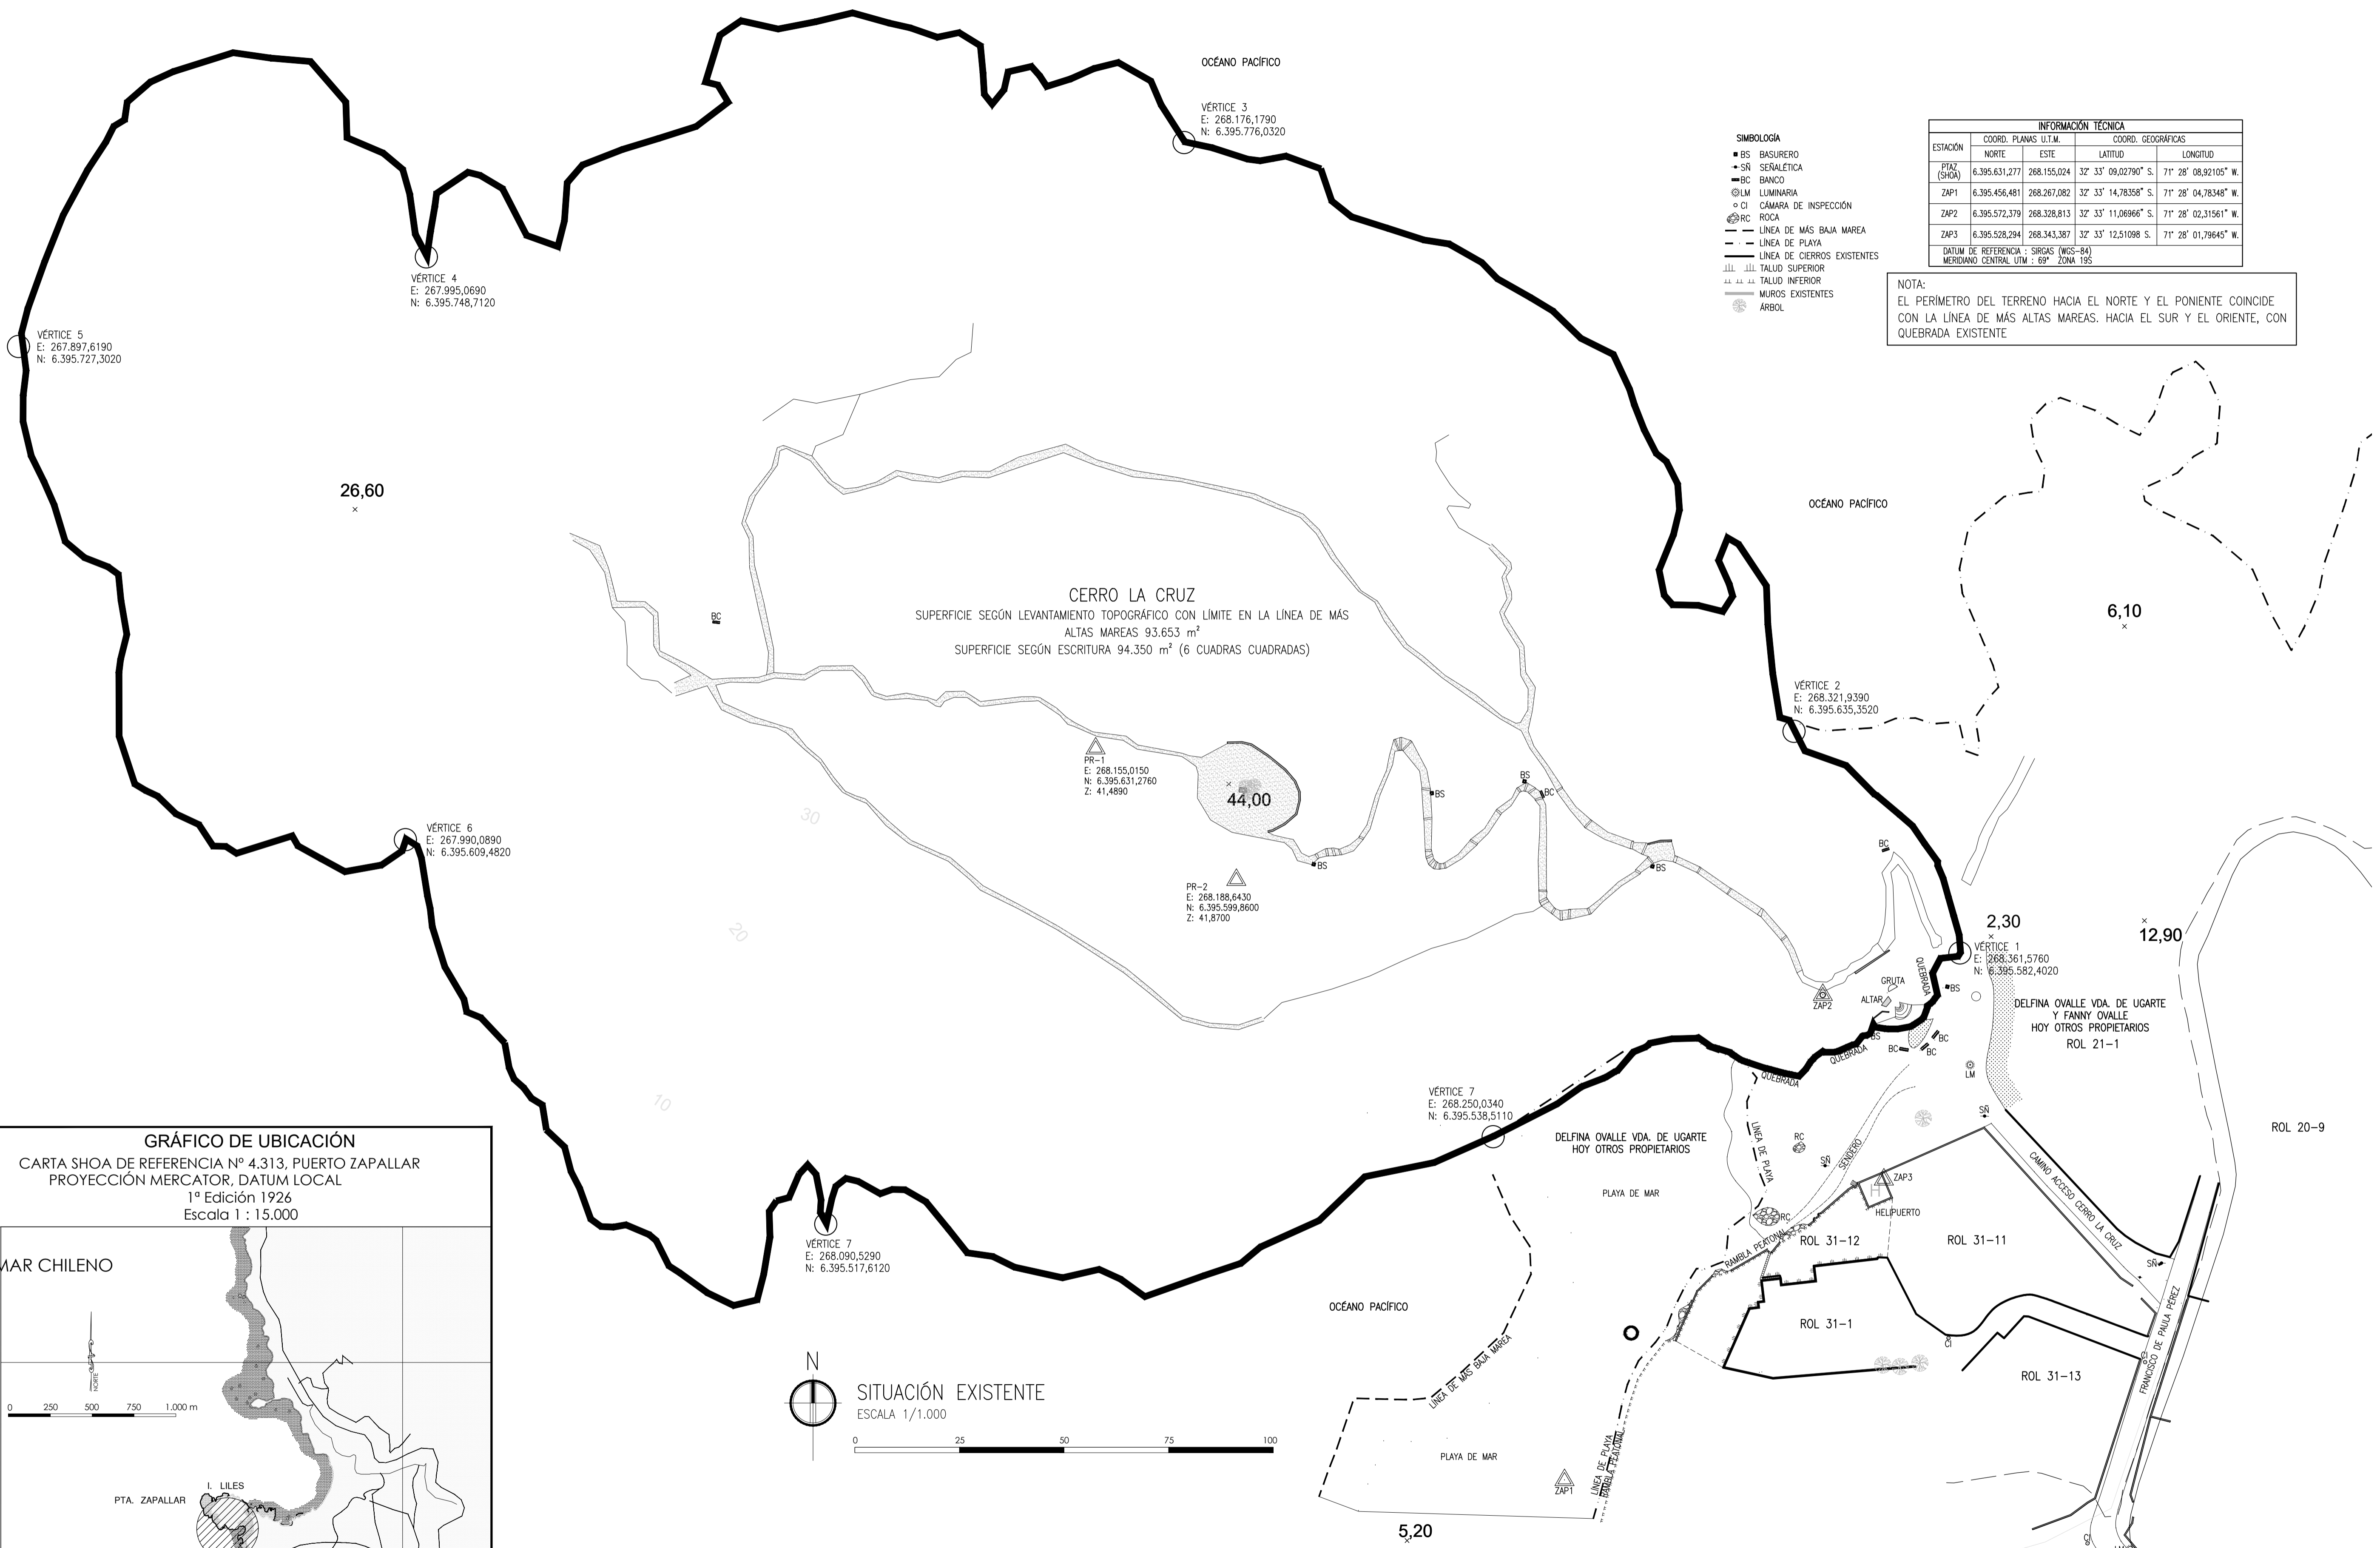 OCÉANO PACÍFICO
VÉRTICE 3
E: 268.176,1790
N: 6.395.776,0320
VÉRTICE 4
E: 267.995,0690
N: 6.395.748,7120
VÉRTICE 5
E: 267.897,6190
N: 6.395.727,3020
26,60
SIMBOLOGÍA
BS BASURERO
SÑ SEÑALÉTICA
BC BANCO
LM LUMINARIA
CI CÁMARA DE INSPECCIÓN
RC ROCA
LÍNEA DE MÁS BAJA MAREA
LÍNEA DE PLAYA
LÍNEA DE CIERROS EXISTENTES
TALUD SUPERIOR
TALUD INFERIOR
MUROS EXISTENTES
ÁRBOL
INFORMACIÓN TÉCNICA
ESTACIÓN COORD. PLANAS U.T.M. COORD. GEOGRÁFICAS
NORTE ESTE LATITUD LONGITUD
PTAZ (SHOA) 6.395.631,277 268.155,024 32° 33' 09,02790" S. 71° 28' 08,92105" W.
ZAP1 6.395.456,481 268.267,082 32° 33' 14,78358" S. 71° 28' 04,78348" W.
ZAP2 6.395.572,379 268.328,813 32° 33' 11,06966" S. 71° 28' 02,31561" W.
ZAP3 6.395.528,294 268.343,387 32° 33' 12,51098 S. 71° 28' 01,79645" W.
DATUM DE REFERENCIA : SIRGAS (WGS-84)
MERIDIANO CENTRAL UTM : 69° ZONA 19S
NOTA:
EL PERÍMETRO DEL TERRENO HACIA EL NORTE Y EL PONIENTE COINCIDE
CON LA LÍNEA DE MÁS ALTAS MAREAS. HACIA EL SUR Y EL ORIENTE, CON
QUEBRADA EXISTENTE
OCÉANO PACÍFICO
6,10
BC
CERRO LA CRUZ
SUPERFICIE SEGÚN LEVANTAMIENTO TOPOGRÁFICO CON LÍMITE EN LA LÍNEA DE MÁS
ALTAS MAREAS 93.653 m²
SUPERFICIE SEGÚN ESCRITURA 94.350 m² (6 CUADRAS CUADRADAS)
VÉRTICE 2
E: 268.321,9390
N: 6.395.635,3520
PR-1
E: 268.155,0150
N: 6.395.631,2760
Z: 41,4890
44,00
BS
BS
BC
BS
BS
BC
30
20
10
PR-2
E: 268.188,6430
N: 6.395.599,8600
Z: 41,8700
VÉRTICE 6
E: 267.990,0890
N: 6.395.609,4820
2,30
12,90
VÉRTICE 1
E: 268.361,5760
N: 6.395.582,4020
QUEBRADA
GRUTA
ALTAR
ZAP2
BS
BS
BC
BC
BC
QUEBRADA
QUEBRADA
LM
DELFINA OVALLE VDA. DE UGARTE
Y FANNY OVALLE
HOY OTROS PROPIETARIOS
ROL 21-1
VÉRTICE 7
E: 268.250,0340
N: 6.395.538,5110
DELFINA OVALLE VDA. DE UGARTE
HOY OTROS PROPIETARIOS
PLAYA DE MAR
LÍNEA DE PLAYA
RC
SÑ
SÑ
SENDERO
ZAP3
H
HELIPUERTO
RC
RAMBLA PEATONAL
ROL 31-12
ROL 31-11
CAMINO ACCESO CERRO LA CRUZ
SÑ
ROL 20-9
FRANCISCO DE PAULA PÉREZ
ROL 31-1
CI
CI
ROL 31-13
CI
VÉRTICE 7
E: 268.090,5290
N: 6.395.517,6120
OCÉANO PACÍFICO
LÍNEA DE MÁS BAJA MAREA
PLAYA DE MAR
ZAP1
LÍNEA DE PLAYA
RAMBLA PEATONAL
5,20
N
SITUACIÓN EXISTENTE
ESCALA 1/1.000
0 25 50 75 100
GRÁFICO DE UBICACIÓN
CARTA SHOA DE REFERENCIA Nº 4.313, PUERTO ZAPALLAR
PROYECCIÓN MERCATOR, DATUM LOCAL
1ª Edición 1926
Escala 1 : 15.000
MAR CHILENO
NORTE
0 250 500 750 1.000 m
I. LILES
PTA. ZAPALLAR